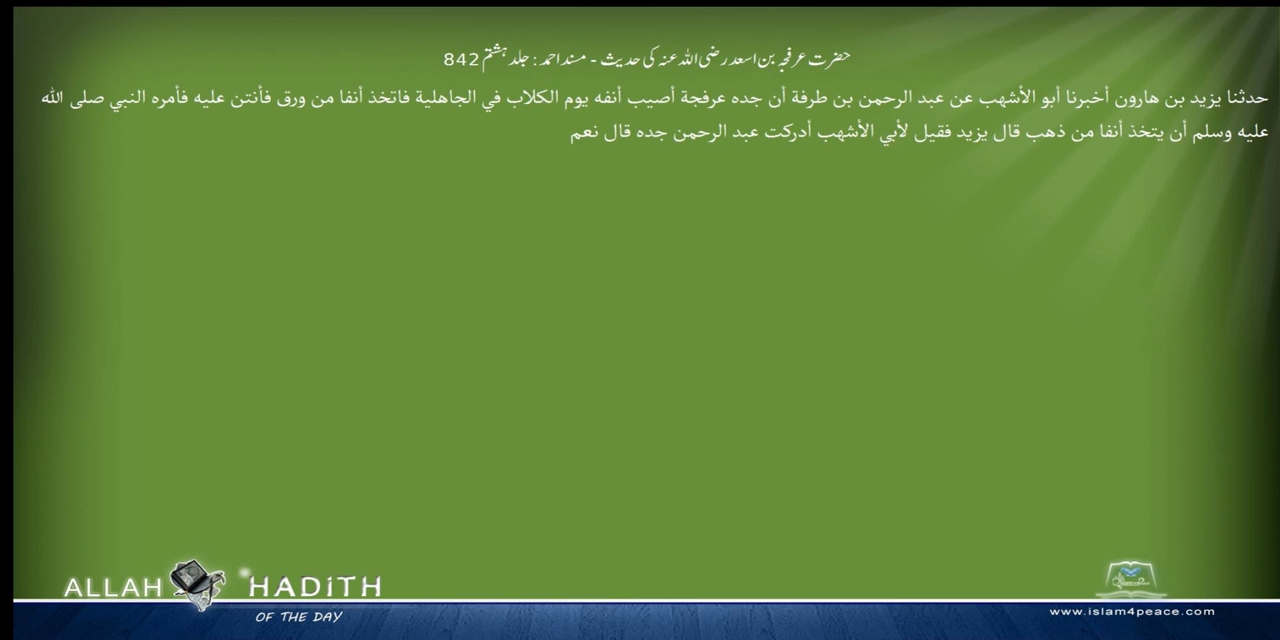 حضرت عرفجہ بن اسعد رضی اللہ عنہ کی حدیث - مسند احمد : جلد ہشتم 842
حدثنا يزيد بن هارون أخبرنا أبو الأشهب عن عبد الرحمن بن طرفة أن جده عرفجة أصيب أنفه يوم الكلاب في الجاهلية فاتخذ أنفا من ورق فأنتن عليه فأمره النبي صلى الله
عليه وسلم أن يتخذ أنفا من ذهب قال يزيد فقيل لأبي الأشهب أدركت عبد الرحمن جده قال نعم
ALLAH HADiTH
OF THE DAY
www.islam4peace.com